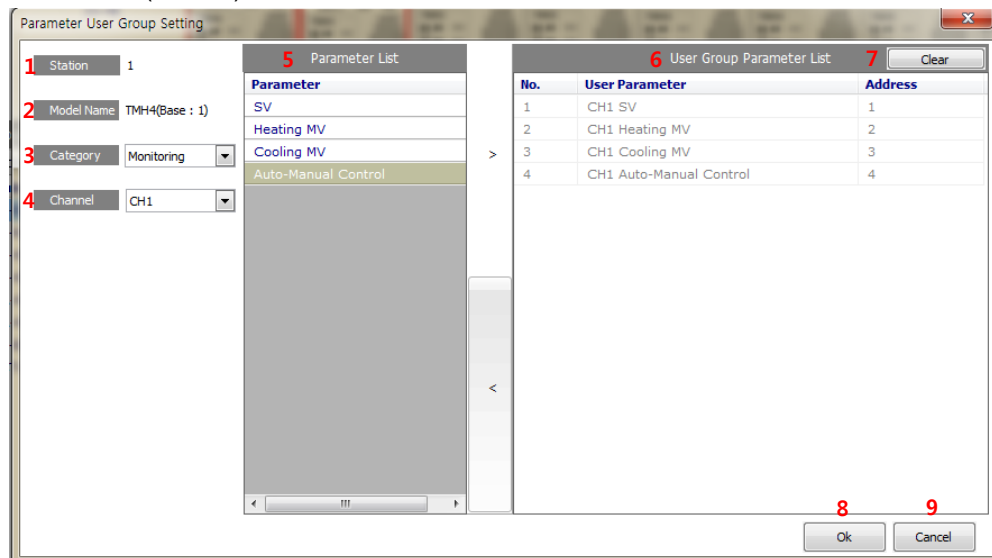 Parameter User Group Setting
x
1 Station 1
2 Model Name TMH4(Base : 1)
3 Category Monitoring
4 Channel CH1
5 Parameter List
Parameter
SV
Heating MV
Cooling MV
Auto-Manual Control
>
<
6 User Group Parameter List
7 Clear
No. User Parameter Address
1 CH1 SV 1
2 CH1 Heating MV 2
3 CH1 Cooling MV 3
4 CH1 Auto-Manual Control 4
8 9
Ok Cancel